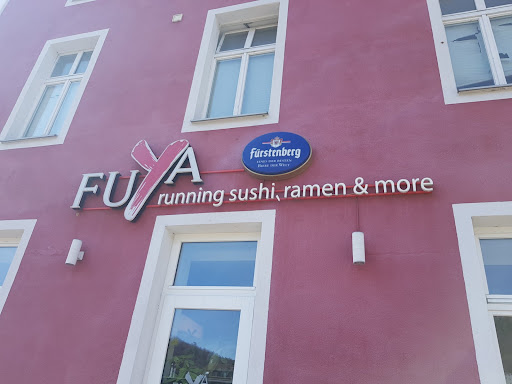 FUYA
Fürstenberg
running sushi, ramen & more